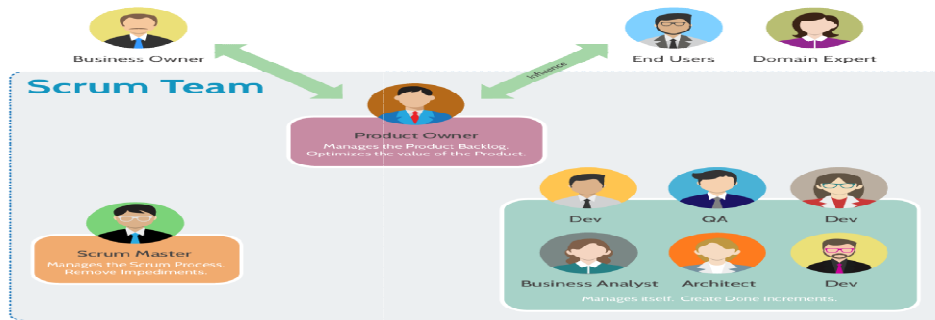 Business Owner
End Users
Domain Expert
Influence
Scrum Team
Product Owner
Manages the Product Backlog.
Optimizes the value of the Product.
Dev
QA
Dev
Scrum Master
Manages the Scrum Process.
Remove Impediments.
Business Analyst
Architect
Dev
Manages itself. Create Done Increments.